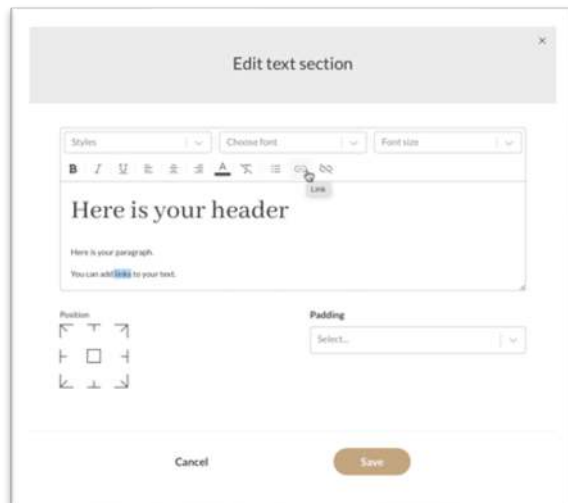 Edit text section
×
Styles Choose font Font size
B I U A
Link
Here is your header
Here is your paragraph.
You can add links to your text.
Position Padding
Select...
Cancel Save